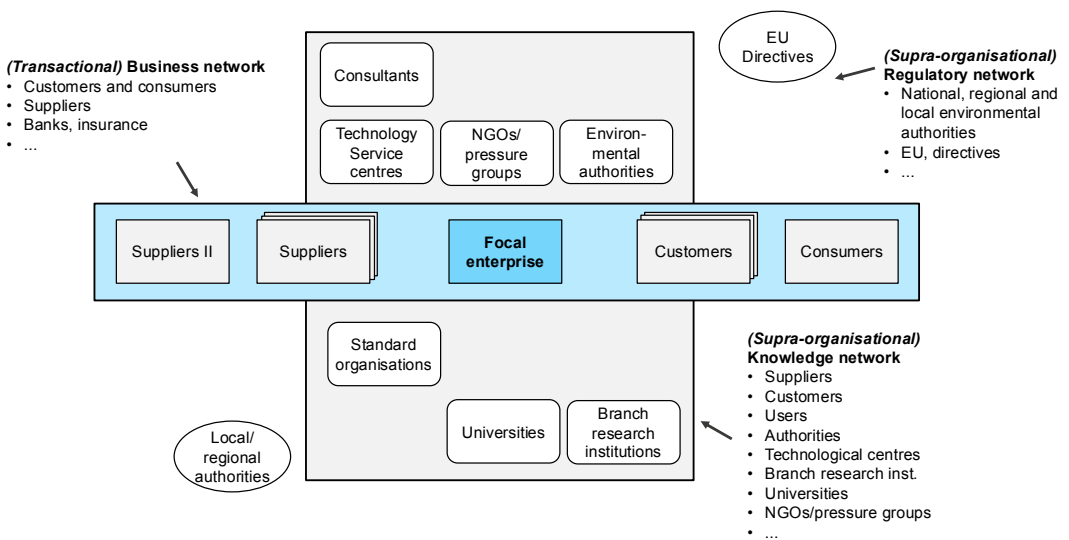 EU
Directives
(Transactional) Business network
• Customers and consumers
• Suppliers
• Banks, insurance
• ...
(Supra-organisational)
Regulatory network
• National, regional and
local environmental
authorities
• EU, directives
• ...
Consultants
Technology
Service
centres
NGOs/
pressure
groups
Environ-
mental
authorities
Suppliers II
Suppliers
Focal
enterprise
Customers
Consumers
Standard
organisations
Universities
Branch
research
institutions
Local/
regional
authorities
(Supra-organisational)
Knowledge network
• Suppliers
• Customers
• Users
• Authorities
• Technological centres
• Branch research inst.
• Universities
• NGOs/pressure groups
• ...